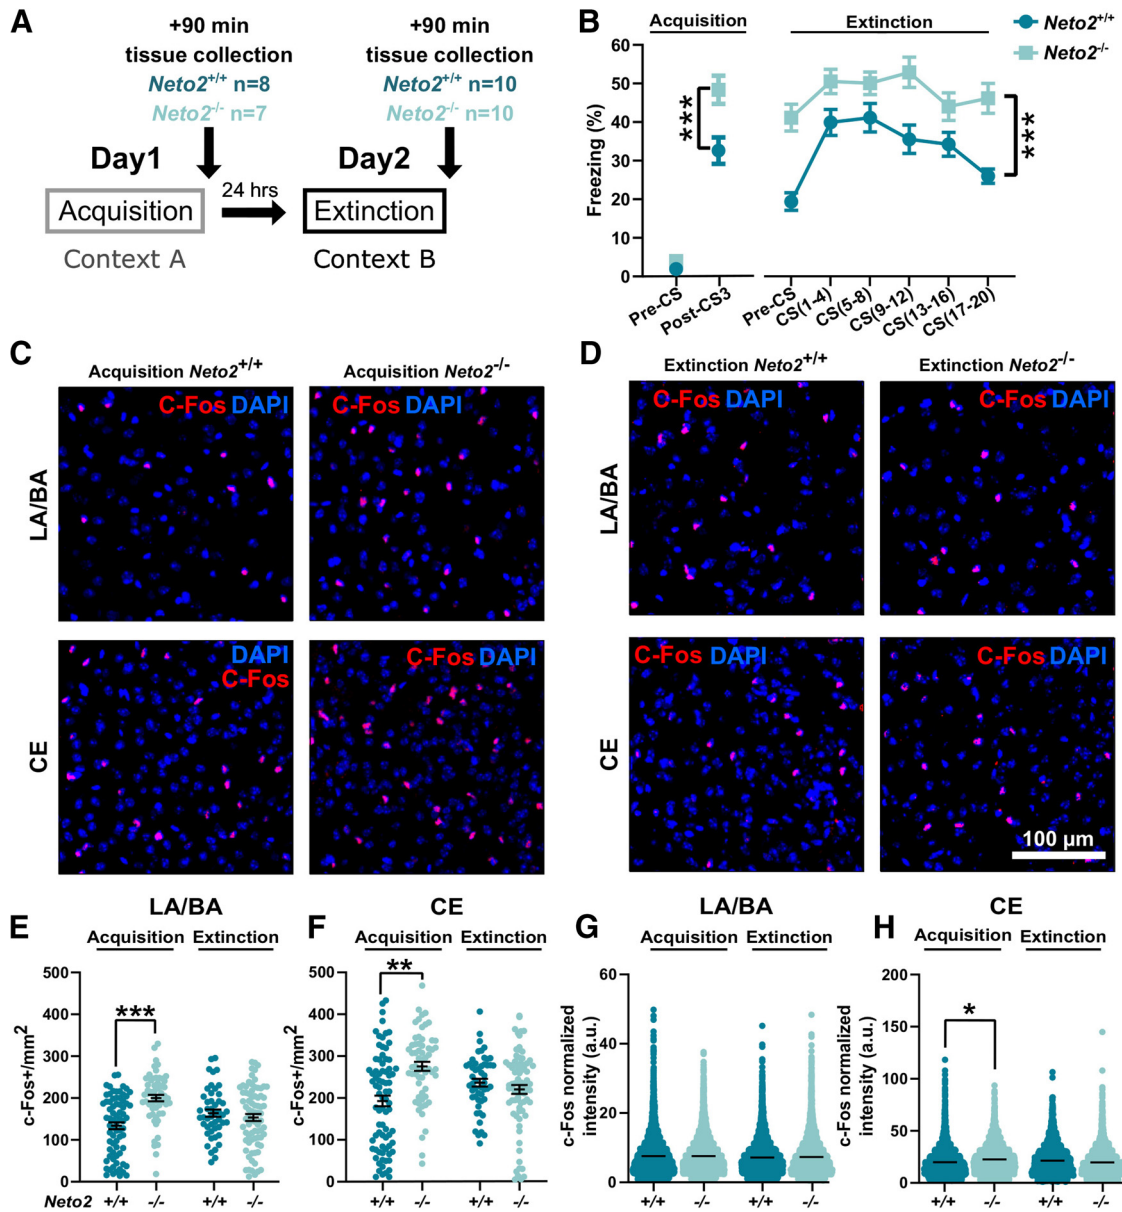 A
+90 min
tissue collection
Neto2+/+ n=8
Neto2-/- n=7
+90 min
tissue collection
Neto2+/+ n=10
Neto2-/- n=10
Day1
Day2
24 hrs
Acquisition
Extinction
Context A
Context B
B
Acquisition
Extinction
Neto2+/+
Neto2-/-
Freezing (%)
60
50
40
30
20
10
0
***
***
Pre-CS
Post-CS3
Pre-CS
CS(1-4)
CS(5-8)
CS(9-12)
CS(13-16)
CS(17-20)
C
Acquisition Neto2+/+
Acquisition Neto2-/-
LA/BA
C-Fos DAPI
C-Fos DAPI
CE
DAPI
C-Fos
C-Fos DAPI
D
Extinction Neto2+/+
Extinction Neto2-/-
LA/BA
C-Fos DAPI
C-Fos DAPI
CE
C-Fos DAPI
C-Fos DAPI
100 µm
E
LA/BA
Acquisition Extinction
c-Fos+/mm2
500
400
300
200
100
0
***
Neto2 +/+ -/- +/+ -/-
F
CE
Acquisition Extinction
c-Fos+/mm2
500
400
300
200
100
0
**
+/+ -/- +/+ -/-
G
LA/BA
Acquisition Extinction
c-Fos normalized
intensity (a.u.)
60
40
20
0
+/+ -/- +/+ -/-
H
CE
Acquisition Extinction
c-Fos normalized
intensity (a.u.)
200
150
100
50
0
*
+/+ -/- +/+ -/-